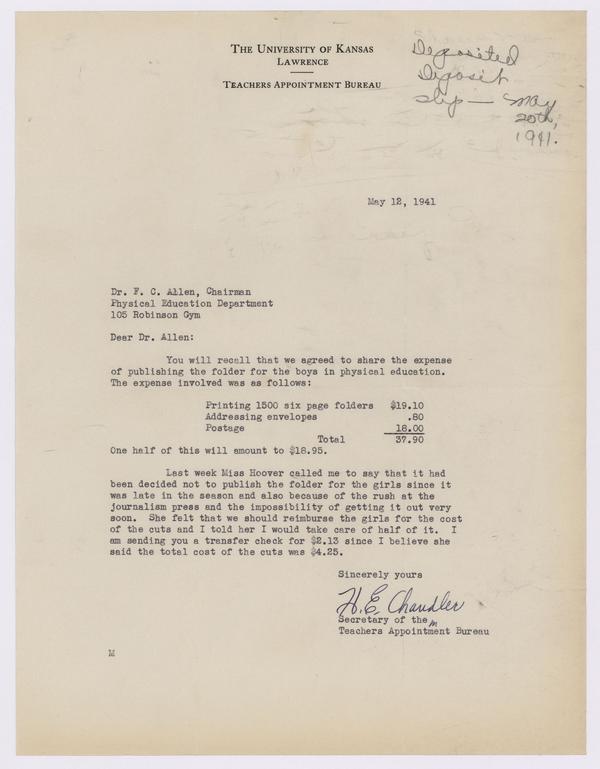 THE UNIVERSITY OF KANSAS
LAWRENCE
TEACHERS APPOINTMENT BUREAU
Deposited
Deposit
slip — May
20th,
1941.
May 12, 1941
Dr. F. C. Allen, Chairman
Physical Education Department
105 Robinson Gym
Dear Dr. Allen:
You will recall that we agreed to share the expense
of publishing the folder for the boys in physical education.
The expense involved was as follows:
Printing 1500 six page folders $19.10
Addressing envelopes .80
Postage 18.00
Total 37.90
One half of this will amount to $18.95.
Last week Miss Hoover called me to say that it had
been decided not to publish the folder for the girls since it
was late in the season and also because of the rush at the
journalism press and the impossibility of getting it out very
soon. She felt that we should reimburse the girls for the cost
of the cuts and I told her I would take care of half of it. I
am sending you a transfer check for $2.13 since I believe she
said the total cost of the cuts was $4.25.
Sincerely yours
H. E. Chandler
Secretary of the
m
Teachers Appointment Bureau
M